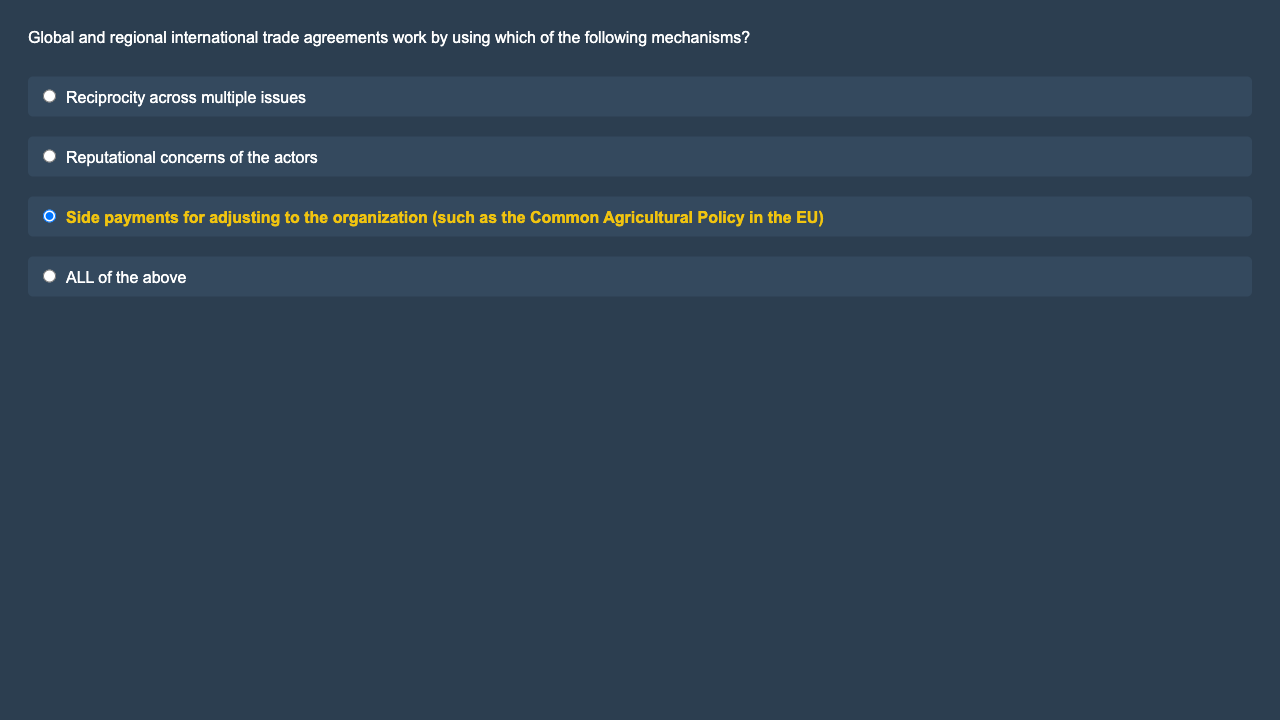 Global and regional international trade agreements work by using which of the following mechanisms?
Reciprocity across multiple issues
Reputational concerns of the actors
Side payments for adjusting to the organization (such as the Common Agricultural Policy in the EU)
ALL of the above